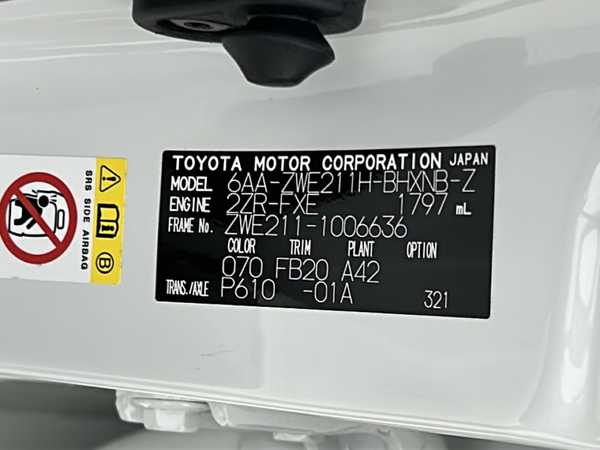 TOYOTA MOTOR CORPORATION JAPAN
MODEL 6AA-ZWE211H-BHXNB-Z
ENGINE 2ZR-FXE 1797 mL
FRAME No. ZWE211-1006636
COLOR TRIM PLANT OPTION
070 FB20 A42
TRANS./AXLE P610 -01A 321
SRS SIDE AIRBAG